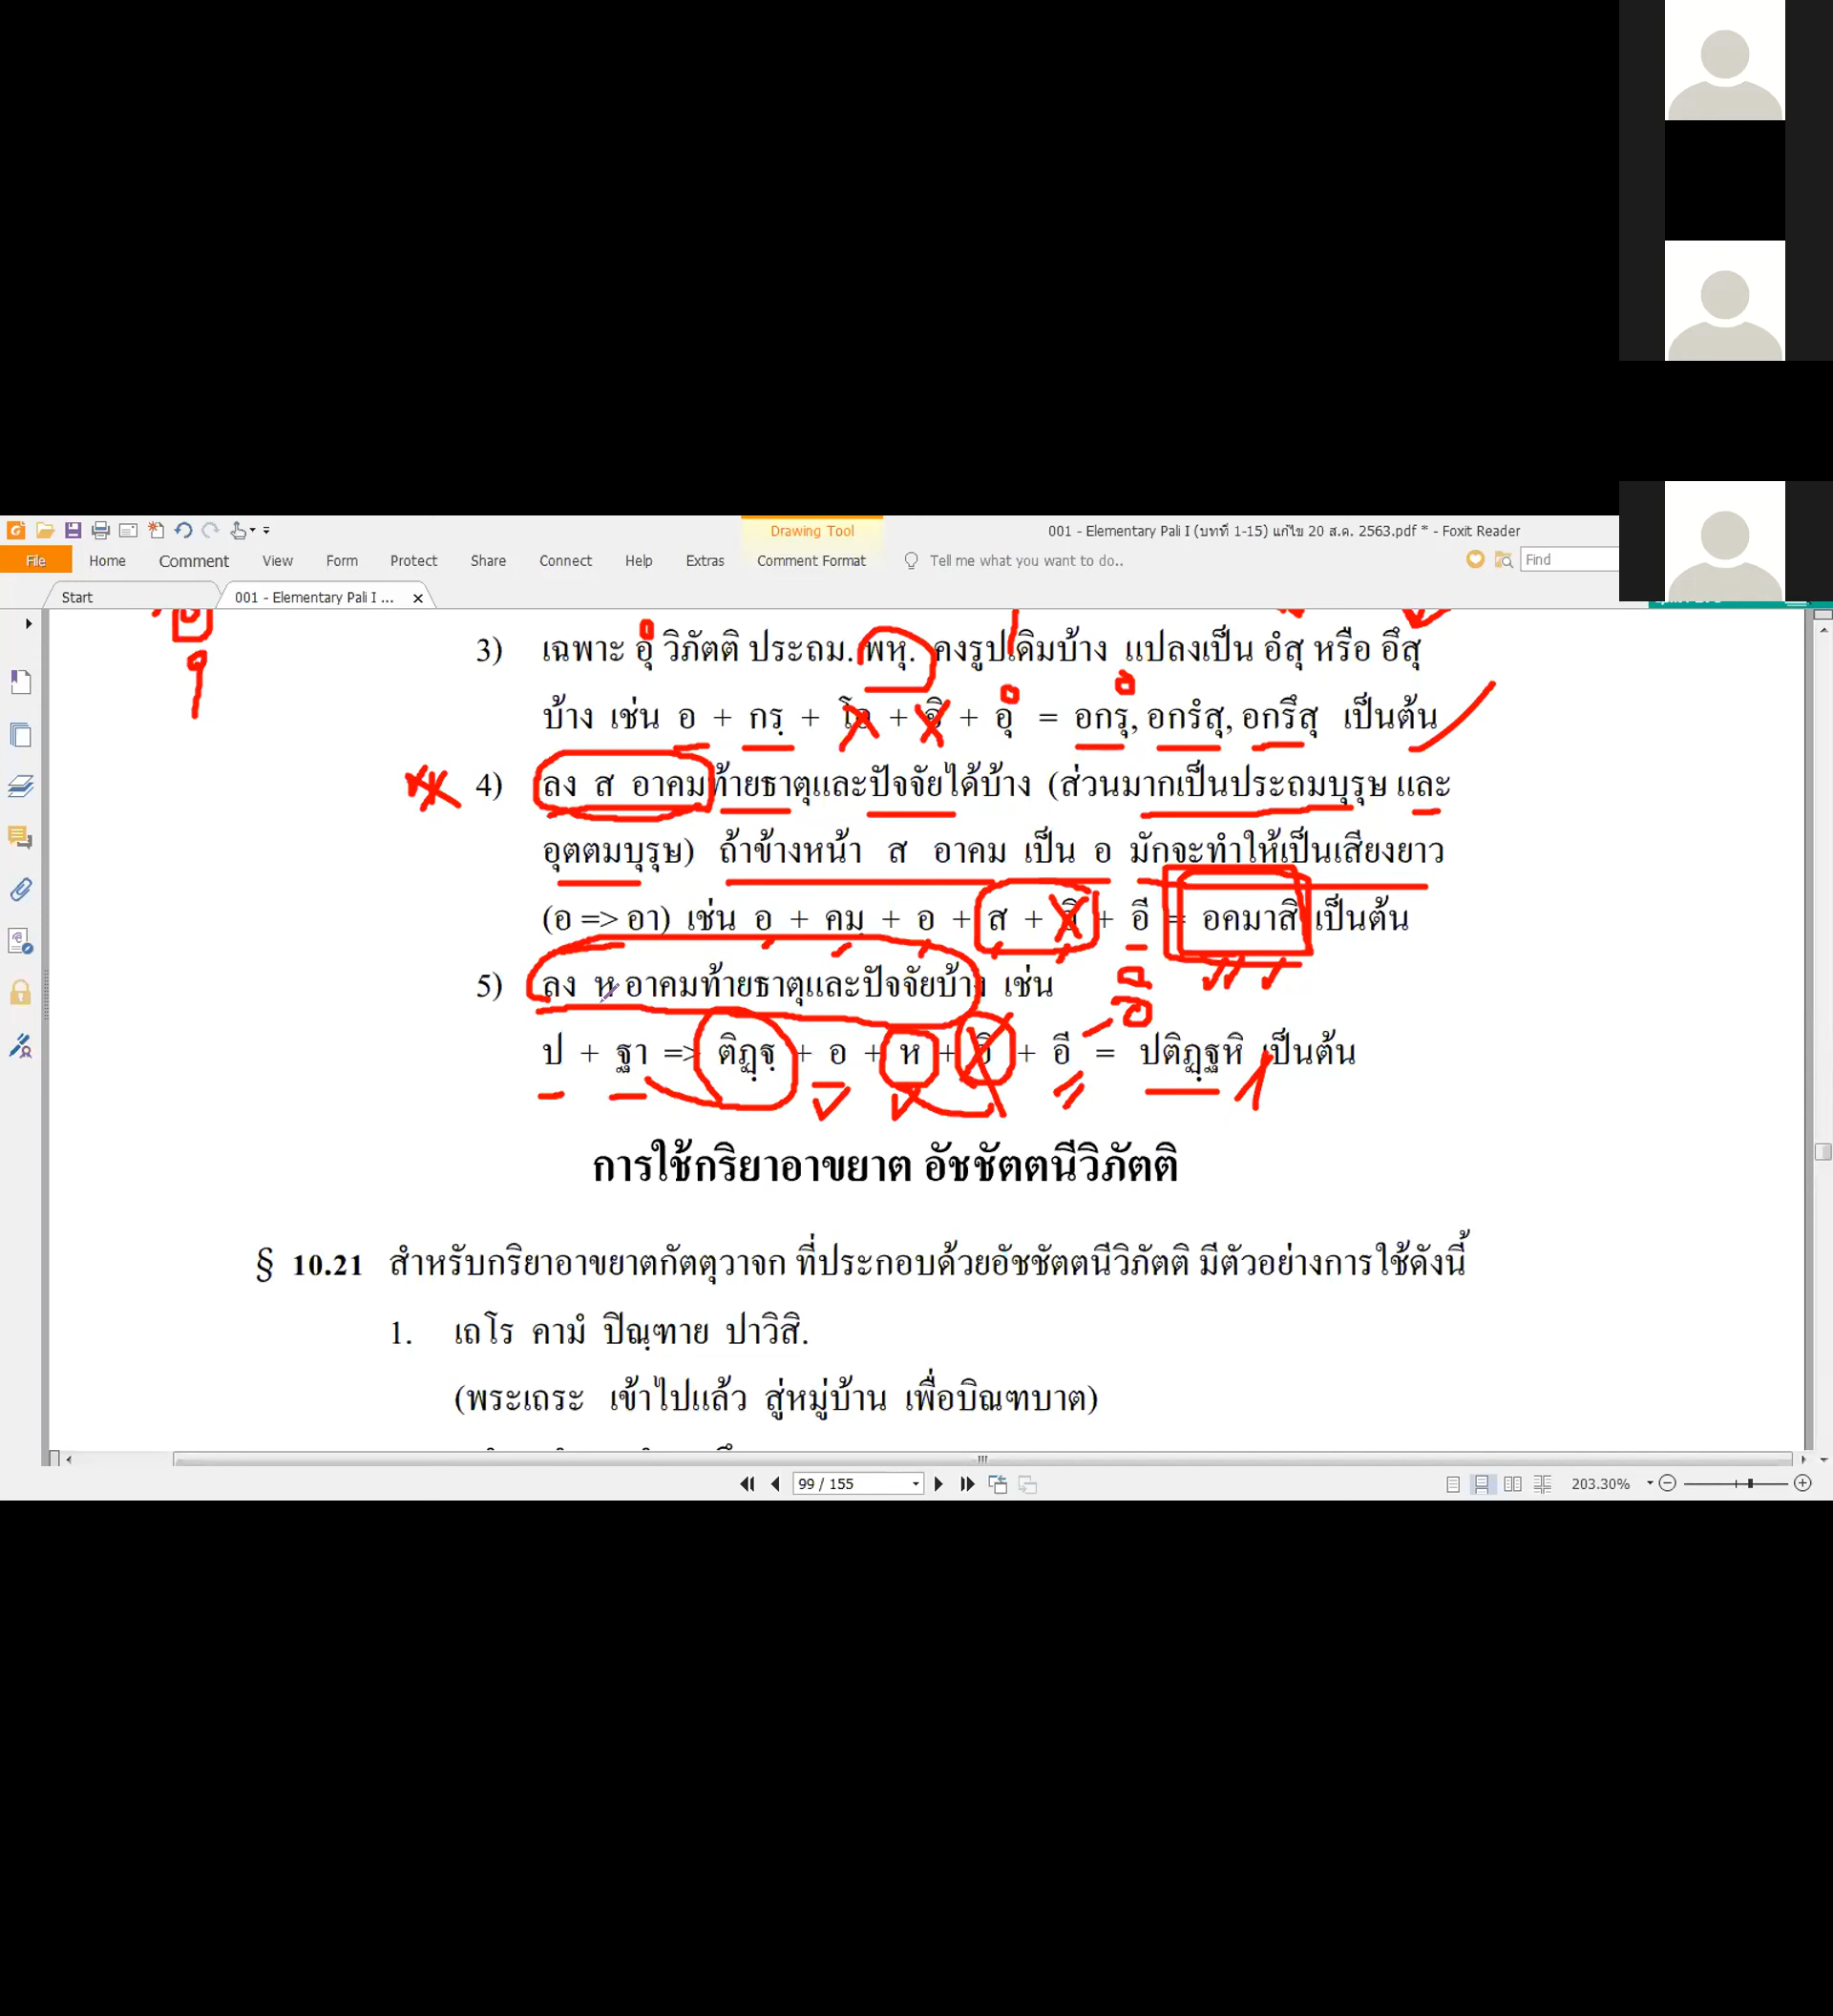 Drawing Tool
001 - Elementary Pali I (บทที่ 1-15) แก้ไข 20 ส.ค. 2563.pdf * - Foxit Reader
File Home Comment View Form Protect Share Connect Help Extras Comment Format Tell me what you want to do.. Find
Start 001 - Elementary Pali I ...
3) เฉพาะ อุํ วิภัตติ ประถม. พหุ. คงรูปเดิมบ้าง แปลงเป็น อํสุ หรือ อึสุ
บ้าง เช่น อ + กรฺ + โอ + อิ + อุํ = อกรุํ, อกรํสุ, อกรึสุ เป็นต้น
4) ลง ส อาคมท้ายธาตุและปัจจัยได้บ้าง (ส่วนมากเป็นประถมบุรุษ และ
อุตตมบุรุษ) ถ้าข้างหน้า ส อาคม เป็น อ มักจะทำให้เป็นเสียงยาว
(อ => อา) เช่น อ + คมฺ + อ + ส + อิ + อี = อคมาสิ เป็นต้น
5) ลง ห อาคมท้ายธาตุและปัจจัยบ้าง เช่น
ป + ฐา => ติฏฺฐฺ + อ + ห + อิ + อี = ปติฏฺฐหิ เป็นต้น
การใช้กริยาอาขยาต อัชชัตตนีวิภัตติ
§ 10.21 สำหรับกริยาอาขยาตกัตตุวาจก ที่ประกอบด้วยอัชชัตตนีวิภัตติ มีตัวอย่างการใช้ดังนี้
1. เถโร คามํ ปิณฺฑาย ปาวิสิ.
(พระเถระ เข้าไปแล้ว สู่หมู่บ้าน เพื่อบิณฑบาต)
99 / 155 203.30%